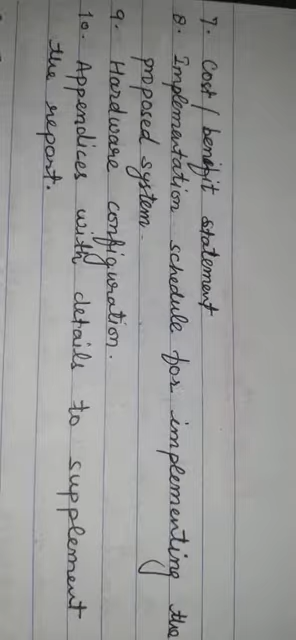 7. Cost / benefit statement
8. Implementation schedule for implementing the
proposed system.
9. Hardware configuration.
10. Appendices with details to supplement
the report.